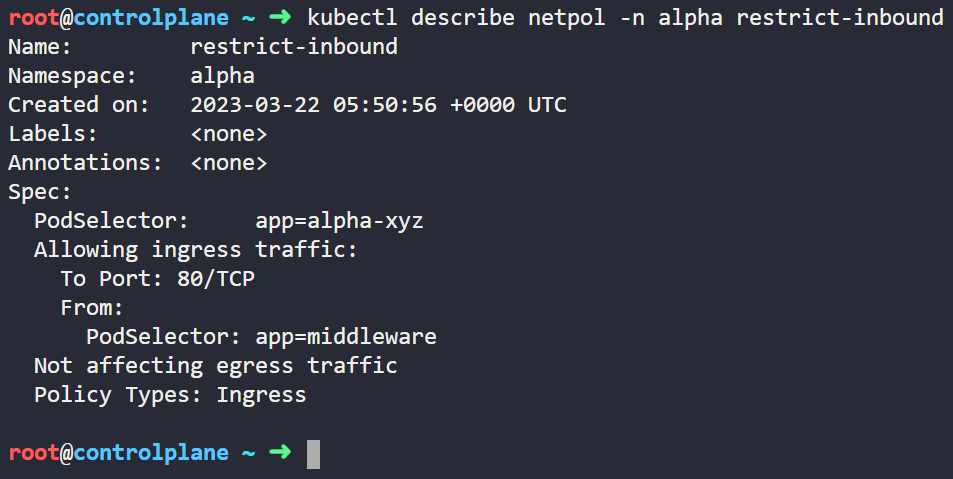 root@controlplane ~ ➜ kubectl describe netpol -n alpha restrict-inbound
Name:         restrict-inbound
Namespace:    alpha
Created on:   2023-03-22 05:50:56 +0000 UTC
Labels:       <none>
Annotations:  <none>
Spec:
  PodSelector:     app=alpha-xyz
  Allowing ingress traffic:
    To Port: 80/TCP
    From:
      PodSelector: app=middleware
  Not affecting egress traffic
  Policy Types: Ingress
root@controlplane ~ ➜